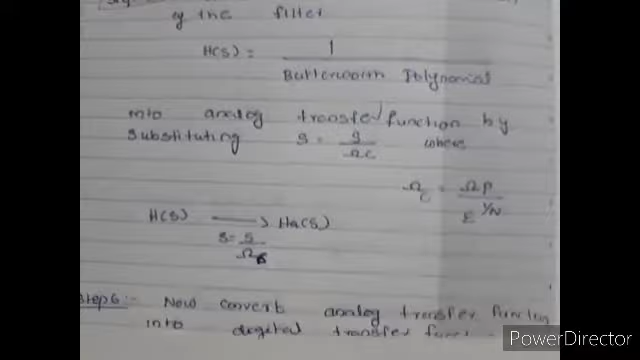 of the filter
H(S) = 1 / Butterworth Polynomial
into analog transfer function by
substituting S = S / Ωc where
Ωc = Ωp / ε^1/N
H(S) → Ha(S)
S = S / Ωc
Step 6:- Now convert analog transfer function
into digital transfer func
PowerDirector